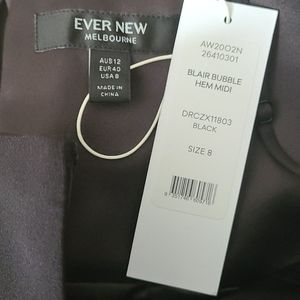 EVER NEW
MELBOURNE
AUS 12
EUR 40
USA 8
MADE IN
CHINA
AW20O2N
26410301
BLAIR BUBBLE
HEM MIDI
DRCZX11803
BLACK
SIZE 8